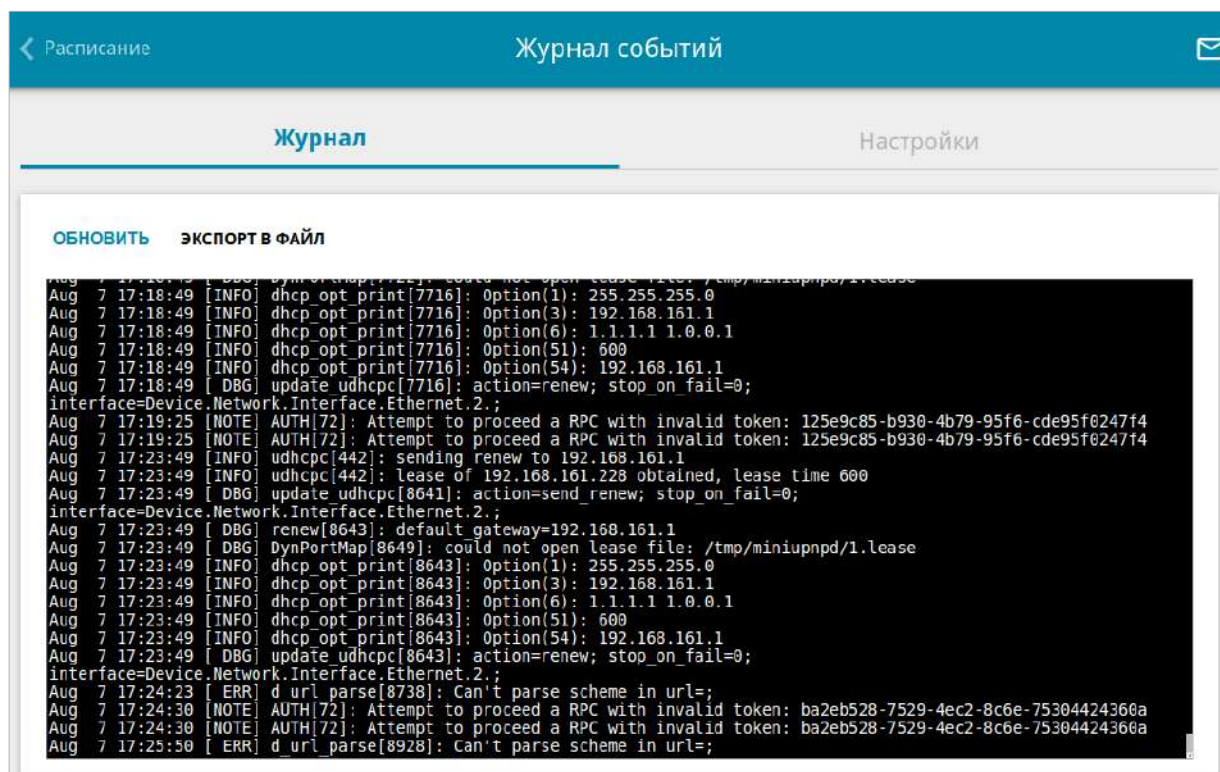 Расписание
Журнал событий
Журнал
Настройки
ОБНОВИТЬ
ЭКСПОРТ В ФАЙЛ
Aug  7 17:18:49 [ DBG] DynPortMap[7722]: could not open lease file: /tmp/miniupnpd/1.lease
Aug  7 17:18:49 [INFO] dhcp_opt_print[7716]: Option(1): 255.255.255.0
Aug  7 17:18:49 [INFO] dhcp_opt_print[7716]: Option(3): 192.168.161.1
Aug  7 17:18:49 [INFO] dhcp_opt_print[7716]: Option(6): 1.1.1.1 1.0.0.1
Aug  7 17:18:49 [INFO] dhcp_opt_print[7716]: Option(51): 600
Aug  7 17:18:49 [INFO] dhcp_opt_print[7716]: Option(54): 192.168.161.1
Aug  7 17:18:49 [ DBG] update_udhcpc[7716]: action=renew; stop_on_fail=0;
interface=Device.Network.Interface.Ethernet.2.;
Aug  7 17:19:25 [NOTE] AUTH[72]: Attempt to proceed a RPC with invalid token: 125e9c85-b930-4b79-95f6-cde95f0247f4
Aug  7 17:19:25 [NOTE] AUTH[72]: Attempt to proceed a RPC with invalid token: 125e9c85-b930-4b79-95f6-cde95f0247f4
Aug  7 17:23:49 [INFO] udhcpc[442]: sending renew to 192.168.161.1
Aug  7 17:23:49 [INFO] udhcpc[442]: lease of 192.168.161.228 obtained, lease time 600
Aug  7 17:23:49 [ DBG] update_udhcpc[8641]: action=send_renew; stop_on_fail=0;
interface=Device.Network.Interface.Ethernet.2.;
Aug  7 17:23:49 [ DBG] renew[8643]: default_gateway=192.168.161.1
Aug  7 17:23:49 [ DBG] DynPortMap[8649]: could not open lease file: /tmp/miniupnpd/1.lease
Aug  7 17:23:49 [INFO] dhcp_opt_print[8643]: Option(1): 255.255.255.0
Aug  7 17:23:49 [INFO] dhcp_opt_print[8643]: Option(3): 192.168.161.1
Aug  7 17:23:49 [INFO] dhcp_opt_print[8643]: Option(6): 1.1.1.1 1.0.0.1
Aug  7 17:23:49 [INFO] dhcp_opt_print[8643]: Option(51): 600
Aug  7 17:23:49 [INFO] dhcp_opt_print[8643]: Option(54): 192.168.161.1
Aug  7 17:23:49 [ DBG] update_udhcpc[8643]: action=renew; stop_on_fail=0;
interface=Device.Network.Interface.Ethernet.2.;
Aug  7 17:24:23 [ ERR] d_url_parse[8738]: Can't parse scheme in url=;
Aug  7 17:24:30 [NOTE] AUTH[72]: Attempt to proceed a RPC with invalid token: ba2eb528-7529-4ec2-8c6e-75304424360a
Aug  7 17:24:30 [NOTE] AUTH[72]: Attempt to proceed a RPC with invalid token: ba2eb528-7529-4ec2-8c6e-75304424360a
Aug  7 17:25:50 [ ERR] d_url_parse[8928]: Can't parse scheme in url=;